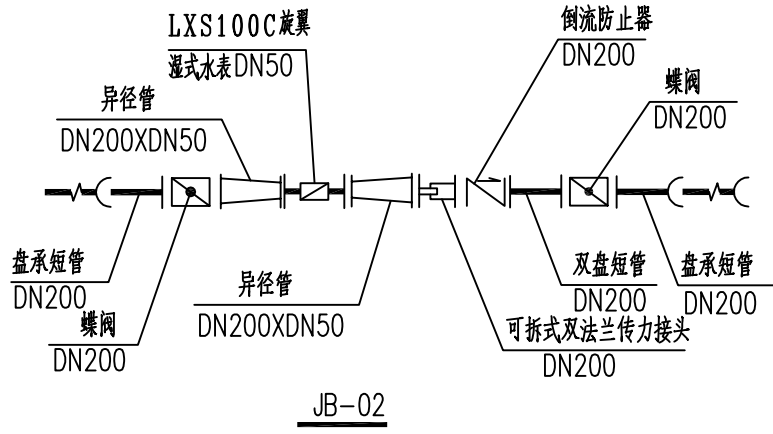 LXS100C旋翼
湿式水表DN50
倒流防止器
DN200
蝶阀
DN200
异径管
DN200XDN50
盘承短管
DN200
蝶阀
DN200
异径管
DN200XDN50
双盘短管
DN200
盘承短管
DN200
可拆式双法兰传力接头
DN200
JB-02